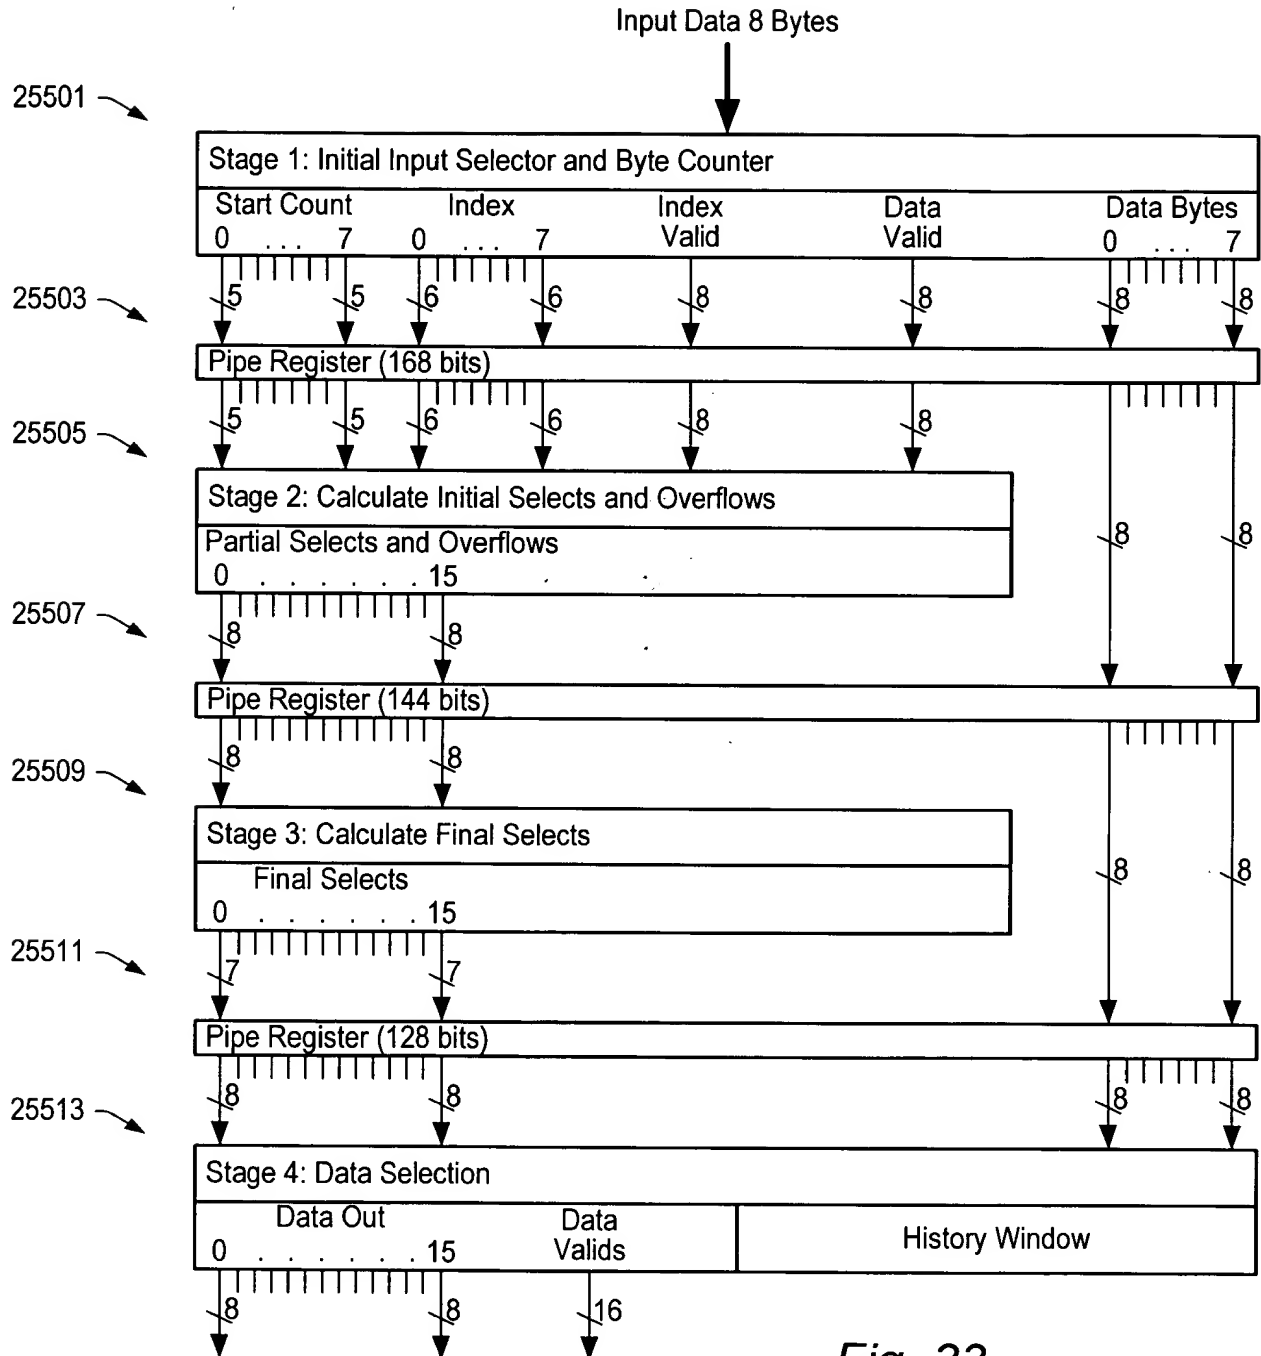 Input Data 8 Bytes
25501
Stage 1: Initial Input Selector and Byte Counter
Start Count Index Index Data Data Bytes
0 ... 7 0 ... 7 Valid Valid 0 ... 7
25503
5 5 6 6 8 8 8 8
Pipe Register (168 bits)
25505
5 5 6 6 8 8
Stage 2: Calculate Initial Selects and Overflows
8 8
Partial Selects and Overflows
0 . . . . . . 15
25507
8 8
Pipe Register (144 bits)
25509
8 8
Stage 3: Calculate Final Selects
8 8
Final Selects
0 . . . . . . 15
25511
7 7
Pipe Register (128 bits)
25513
8 8 8 8
Stage 4: Data Selection
Data Out Data
0 . . . . . . 15 Valids History Window
8 8 16